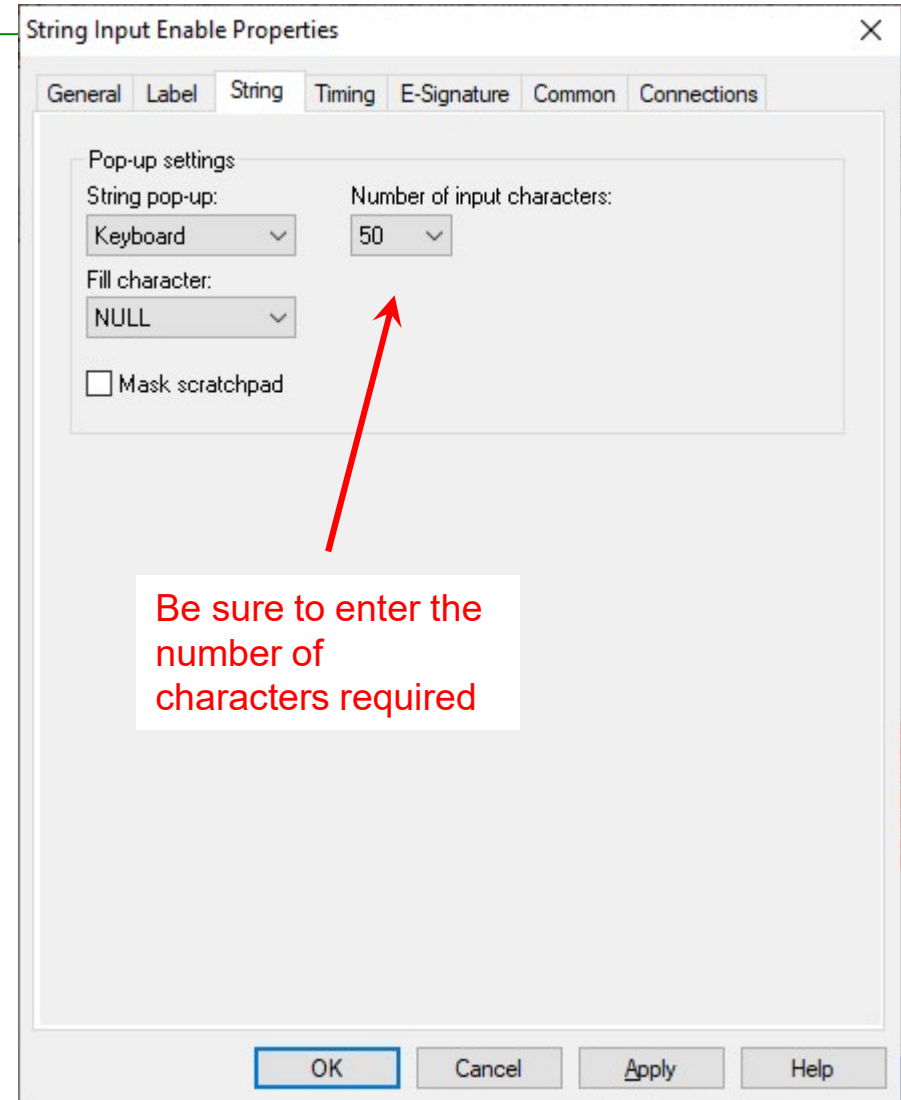 String Input Enable Properties
General Label String Timing E-Signature Common Connections
Pop-up settings
String pop-up: Number of input characters:
Keyboard 50
Fill character:
NULL
Mask scratchpad
Be sure to enter the
number of
characters required
OK Cancel Apply Help